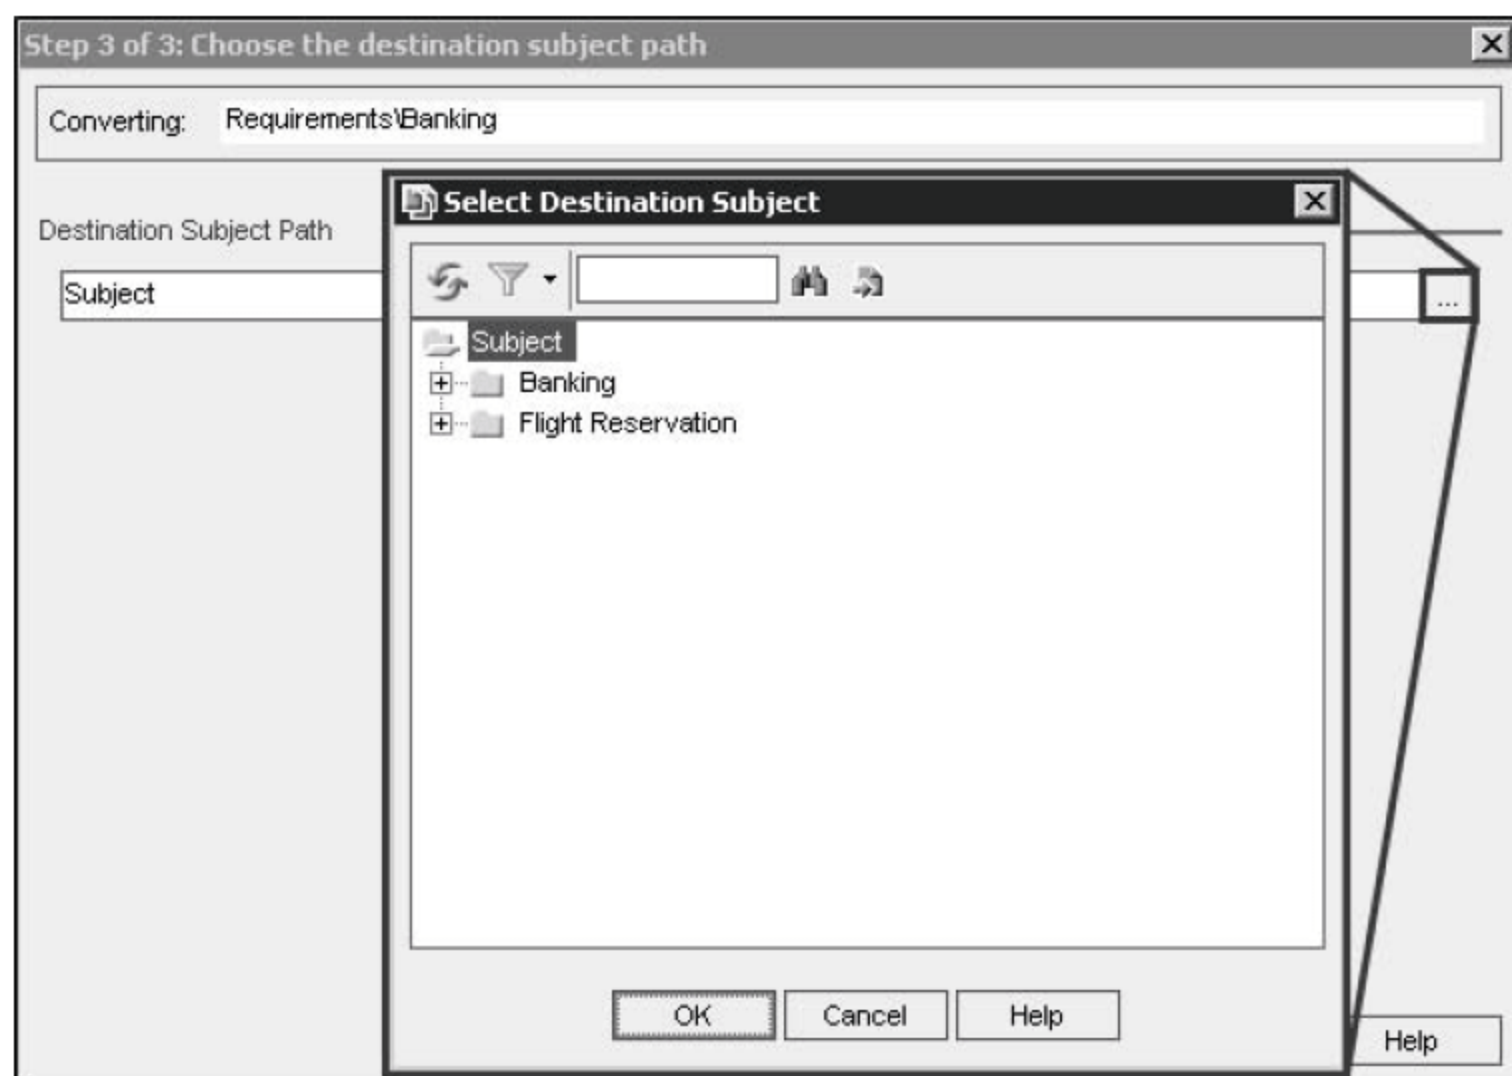 Step 3 of 3: Choose the destination subject path
Converting: Requirements\Banking
Select Destination Subject
Destination Subject Path
Subject
...
Subject
Banking
Flight Reservation
OK Cancel Help
Help